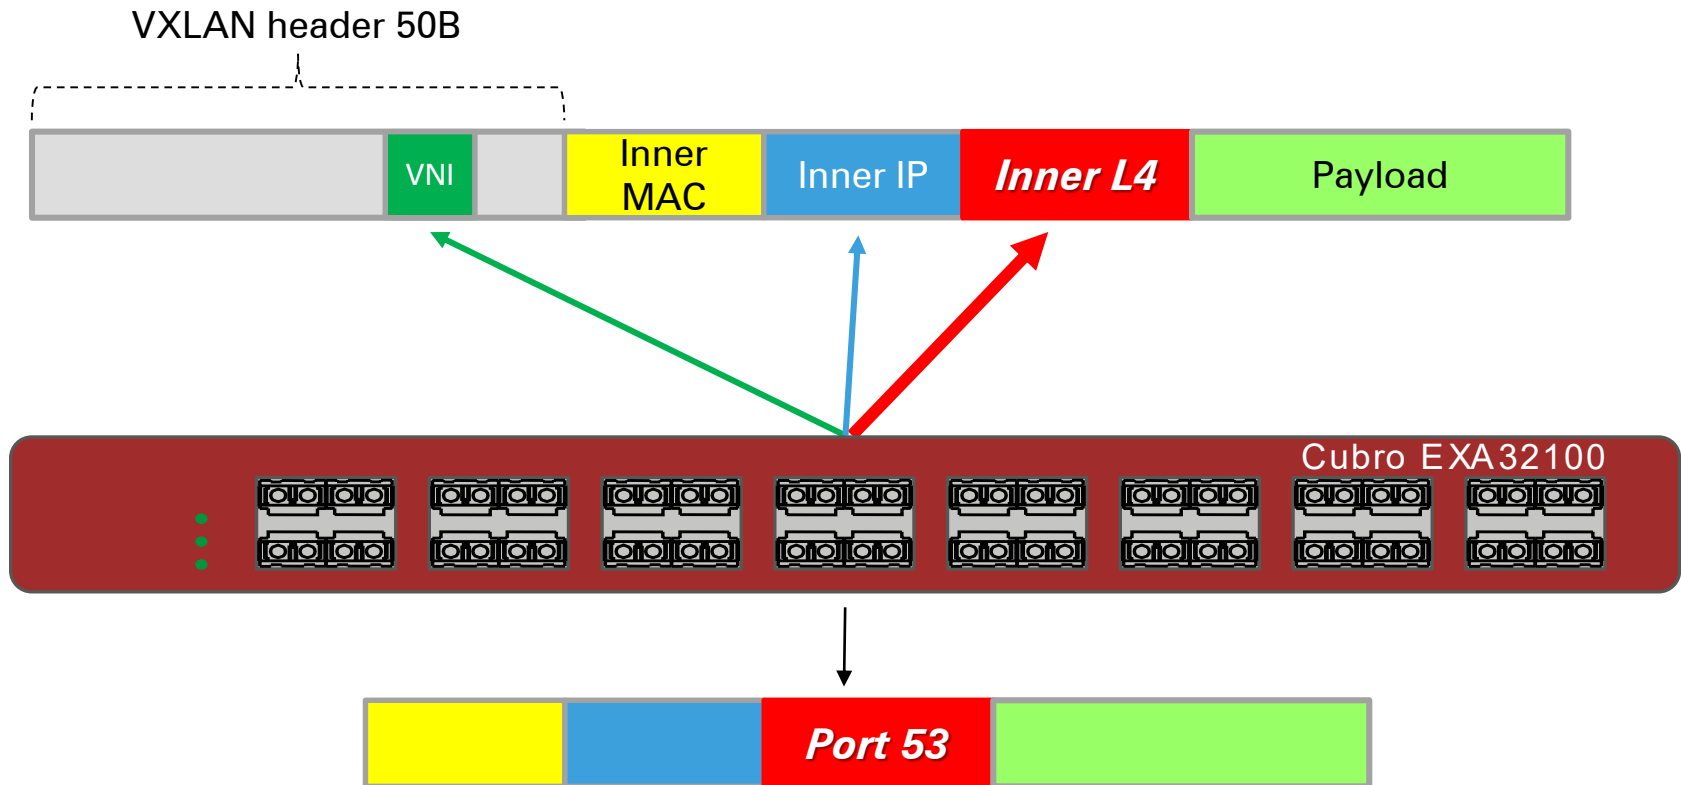 VXLAN header 50B
VNI
Inner
MAC
Inner IP
Inner L4
Payload
Cubro EXA32100
Port 53